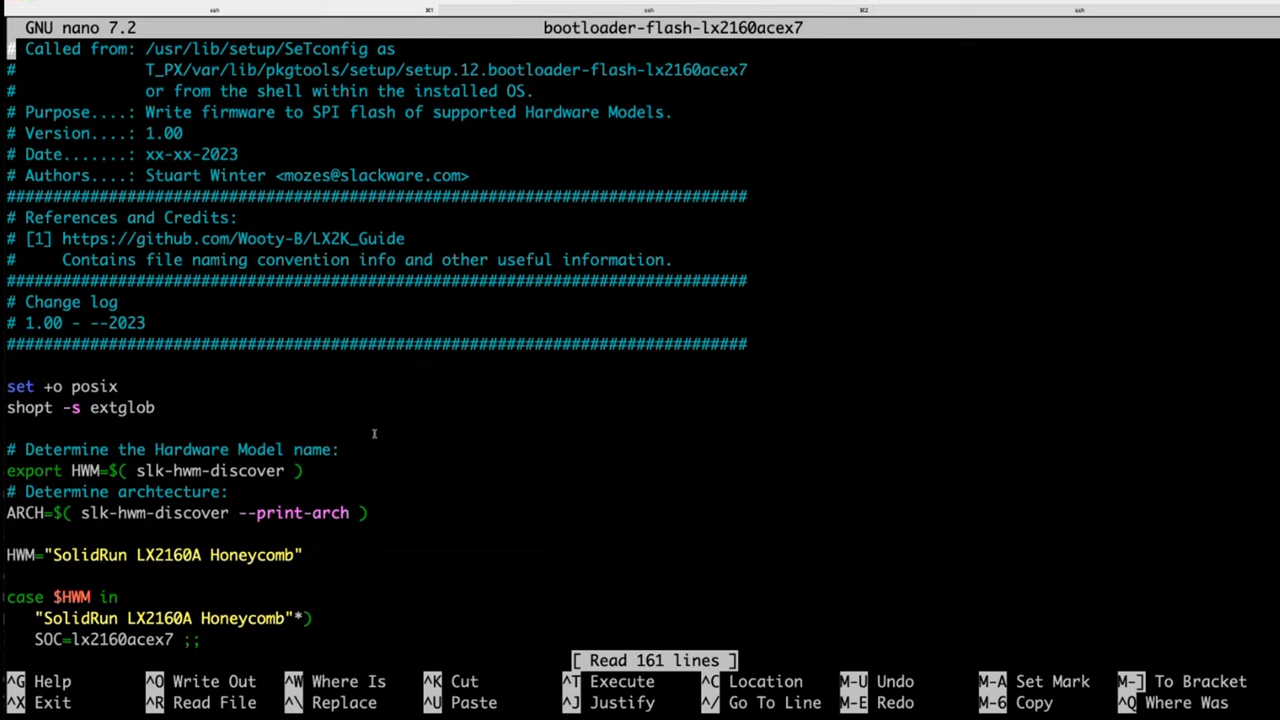 GNU nano 7.2 bootloader-flash-lx2160acex7
# Called from: /usr/lib/setup/SeTconfig as
# T_PX/var/lib/pkgtools/setup/setup.12.bootloader-flash-lx2160acex7
# or from the shell within the installed OS.
# Purpose....: Write firmware to SPI flash of supported Hardware Models.
# Version....: 1.00
# Date.......: xx-xx-2023
# Authors....: Stuart Winter <mozes@slackware.com>
################################################################################
# References and Credits:
# [1] https://github.com/Wooty-B/LX2K_Guide
# Contains file naming convention info and other useful information.
################################################################################
# Change log
# 1.00 - --2023
################################################################################
set +o posix
shopt -s extglob
# Determine the Hardware Model name:
export HWM=$( slk-hwm-discover )
# Determine archtecture:
ARCH=$( slk-hwm-discover --print-arch )
HWM="SolidRun LX2160A Honeycomb"
case $HWM in
"SolidRun LX2160A Honeycomb"*)
SOC=lx2160acex7 ;;
[ Read 161 lines ]
^G Help ^O Write Out ^W Where Is ^K Cut ^T Execute ^C Location M-U Undo M-A Set Mark M-] To Bracket
^X Exit ^R Read File ^\ Replace ^U Paste ^J Justify ^/ Go To Line M-E Redo M-6 Copy ^Q Where Was